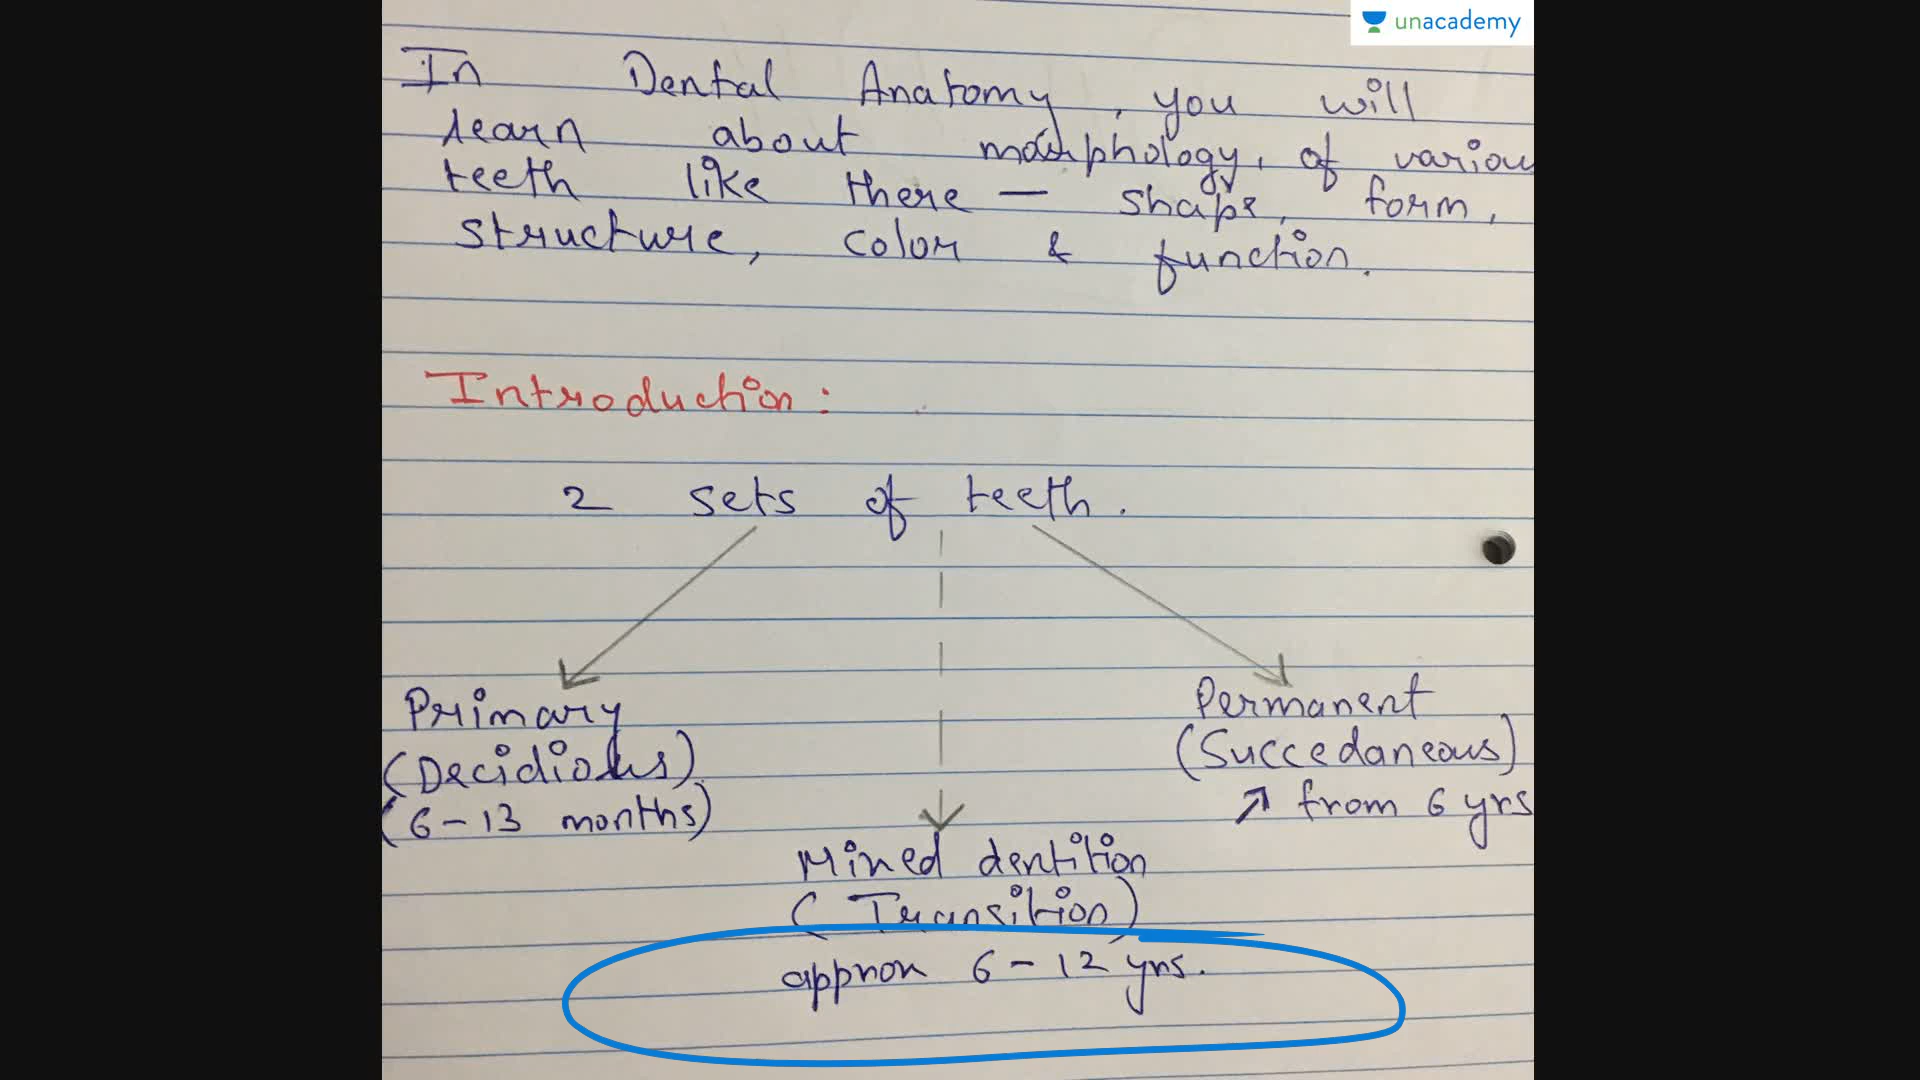 unacademy
In Dental Anatomy, you will
learn about morphology, of various
teeth like there — shape, form,
structure, color & function.
Introduction:
2 sets of teeth.
Primary
(Decidious)
(6-13 months)
Permanent
(Succedaneous)
↗ from 6 yrs
Mixed dentition
(Transition)
approx 6-12 yrs.